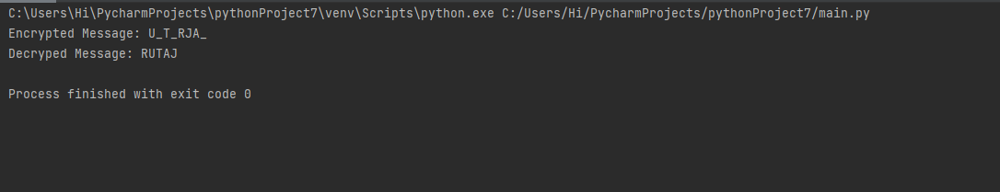 C:\Users\Hi\PycharmProjects\pythonProject7\venv\Scripts\python.exe C:/Users/Hi/PycharmProjects/pythonProject7/main.py
Encrypted Message: U_T_RJA_
Decryped Message: RUTAJ
Process finished with exit code 0